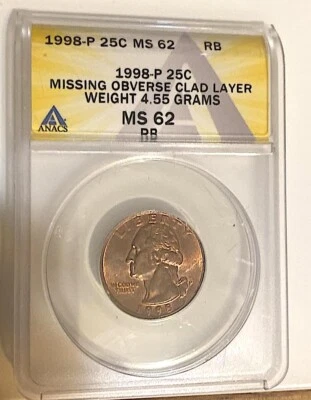 1998-P 25C MS 62 RB
1998-P 25C
MISSING OBVERSE CLAD LAYER
WEIGHT 4.55 GRAMS
MS 62
RB
ANACS
LIBERTY
IN GOD WE
TRUST
1998